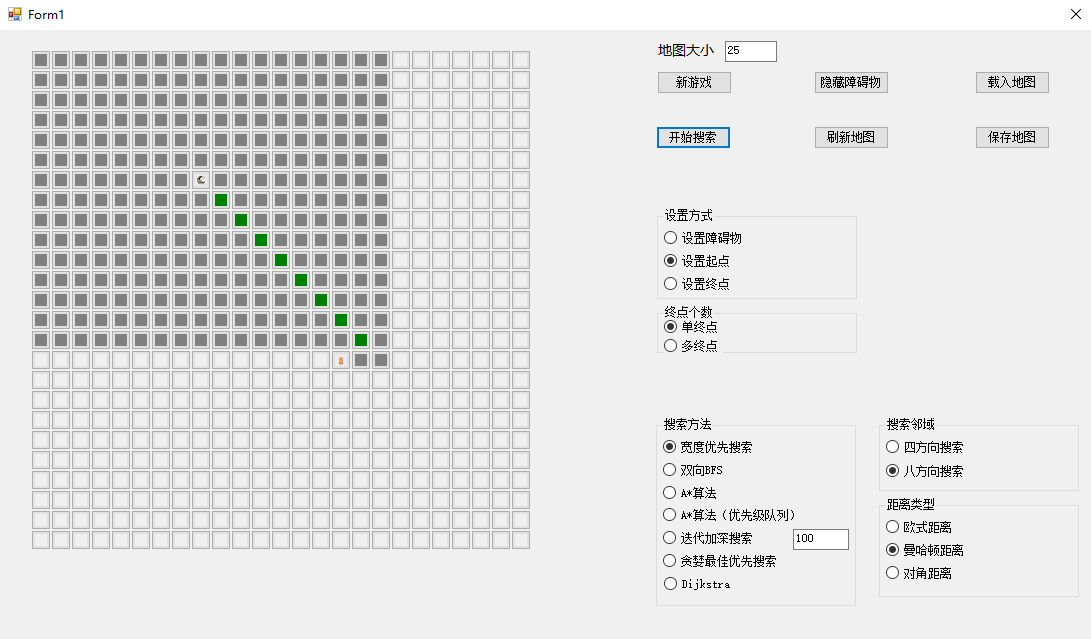 Form1
地图大小 25
新游戏 隐藏障碍物 载入地图
开始搜索 刷新地图 保存地图
设置方式
设置障碍物
设置起点
设置终点
终点个数
单终点
多终点
搜索方法
宽度优先搜索
双向BFS
A*算法
A*算法（优先级队列）
迭代加深搜索 100
贪婪最佳优先搜索
Dijkstra
搜索邻域
四方向搜索
八方向搜索
距离类型
欧式距离
曼哈顿距离
对角距离